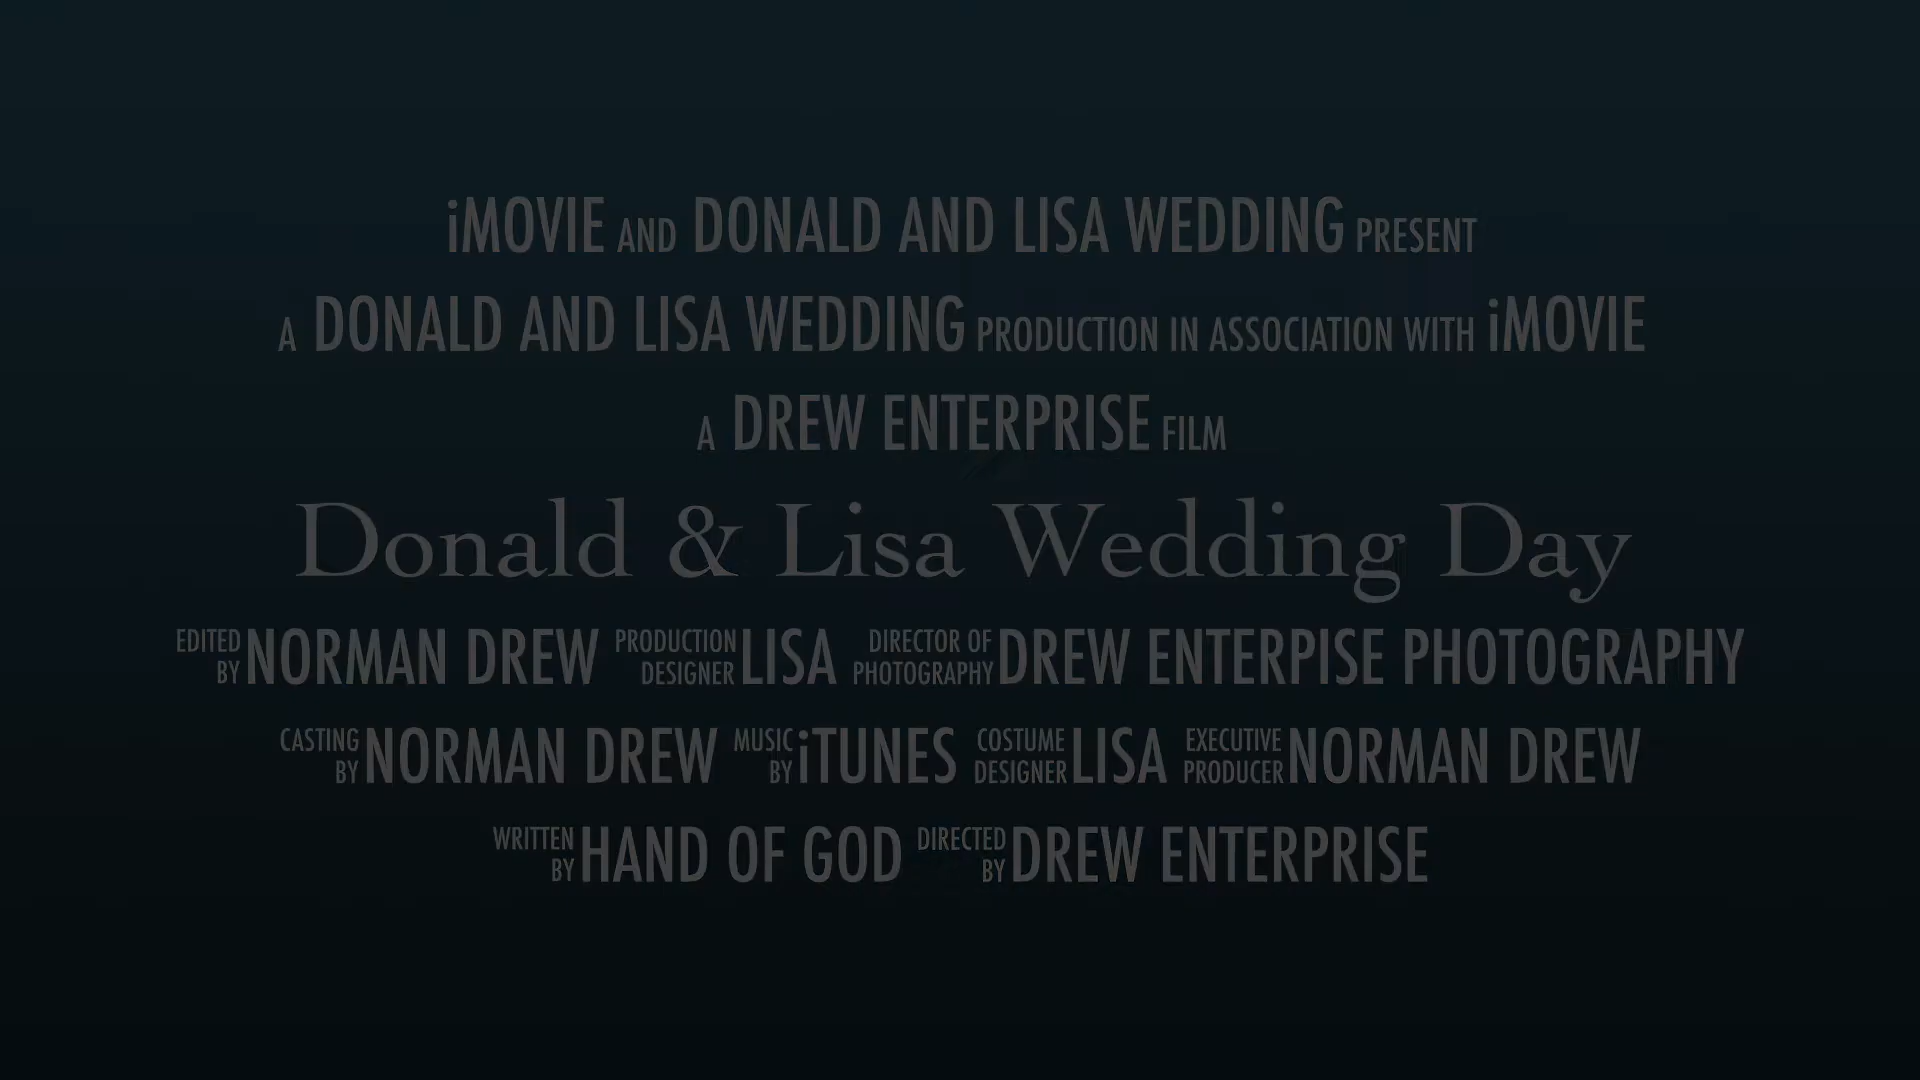 iMOVIE AND DONALD AND LISA WEDDING PRESENT
A DONALD AND LISA WEDDING PRODUCTION IN ASSOCIATION WITH iMOVIE
A DREW ENTERPRISE FILM
Donald & Lisa Wedding Day
EDITED BY NORMAN DREW PRODUCTION DESIGNER LISA DIRECTOR OF PHOTOGRAPHY DREW ENTERPISE PHOTOGRAPHY
CASTING BY NORMAN DREW MUSIC BY iTUNES COSTUME DESIGNER LISA EXECUTIVE PRODUCER NORMAN DREW
WRITTEN BY HAND OF GOD DIRECTED BY DREW ENTERPRISE